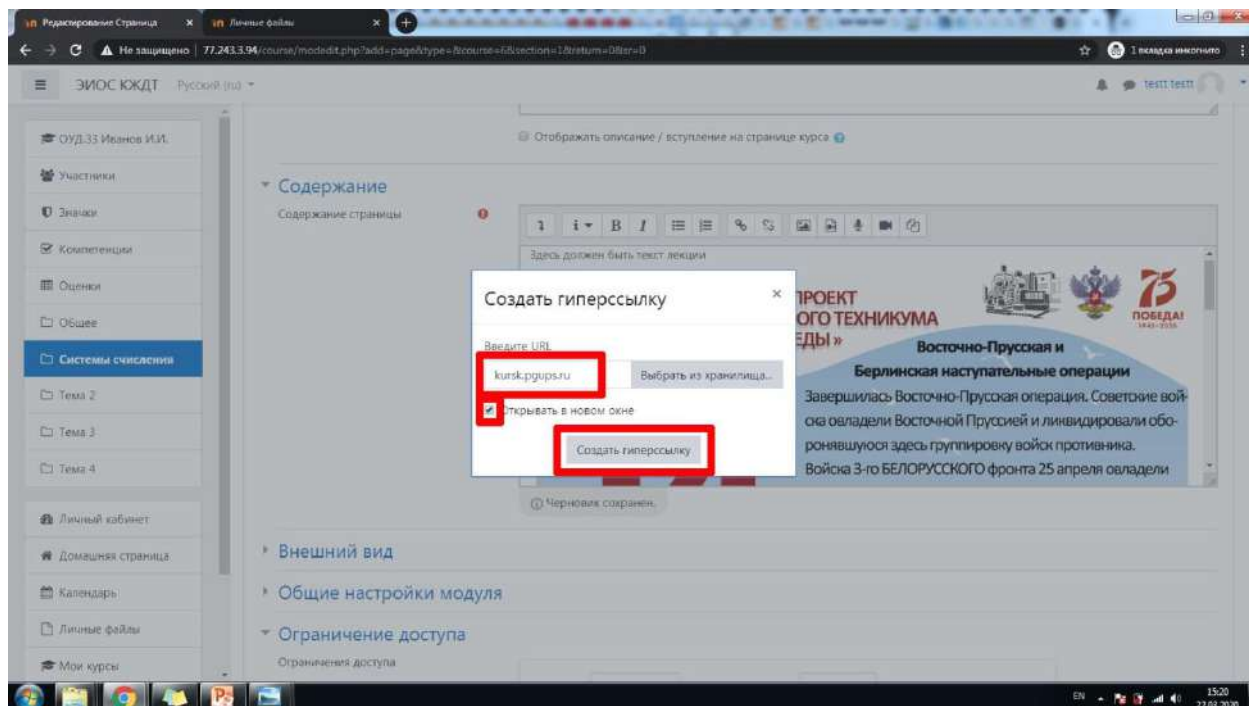 Редактирование Страница
Личные файлы
Не защищено
77.243.3.94/course/modedit.php?add=page&type=&course=
section=1&return=0&sr=0
1 вкладка инкогнито
ЭИОС КЖДТ
Русский (ru)
testt testt
Отображать описание / вступление на странице курса
ОУД.33 Иванов И.И.
Участники
Значки
Компетенции
Оценки
Общее
Системы счисления
Тема 2
Тема 3
Тема 4
Личный кабинет
Домашняя страница
Календарь
Личные файлы
Мои курсы
Содержание
Содержание страницы
Здесь должен быть текст лекции
ПРОЕКТ
ОГО ТЕХНИКУМА
ЕДЫ»
75
ПОБЕДА!
1945-2020
Восточно-Прусская и
Берлинская наступательные операции
Завершилась Восточно-Прусская операция. Советские вой-
ска овладели Восточной Пруссией и ликвидировали обо-
ронявшуюся здесь группировку войск противника.
Войска 3-го БЕЛОРУССКОГО фронта 25 апреля овладели
Создать гиперссылку
Введите URL
kursk.pgups.ru
Выбрать из хранилища...
Открывать в новом окне
Создать гиперссылку
Черновик сохранен.
Внешний вид
Общие настройки модуля
Ограничение доступа
Ограничения доступа
EN
15:20
22.03.2020